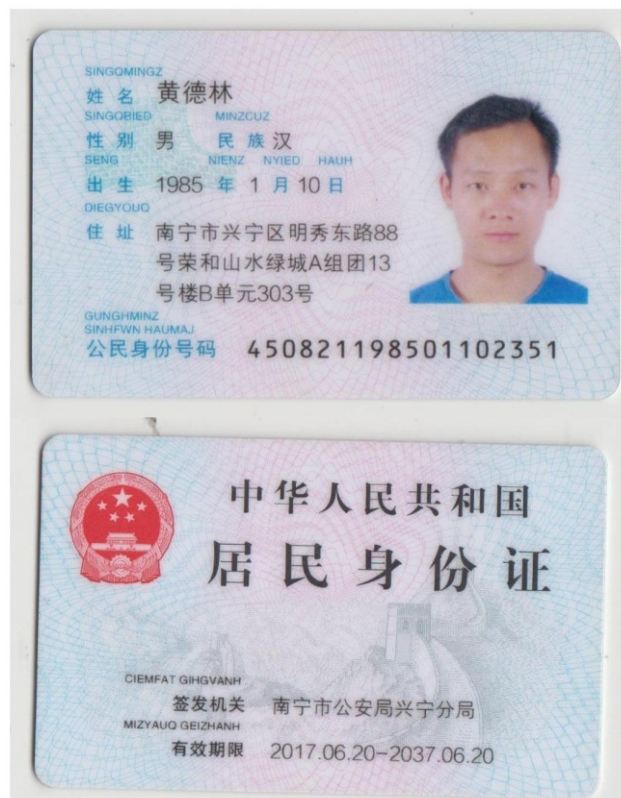 SINGQMINGZ
姓名 黄德林
SINGQBIED MINZCUZ
性别 男 民族 汉
SENG NIENZ NYIED HAUH
出生 1985 年 1 月 10 日
DIEGYOUQ
住址 南宁市兴宁区明秀东路88
号荣和山水绿城A组团13
号楼B单元303号
GUNGHMINZ
SINHFWN HAUMAJ
公民身份号码 450821198501102351
中华人民共和国
居民身份证
CIEMFAT GIHGVANH
签发机关 南宁市公安局兴宁分局
MIZYAUQ GEIZHANH
有效期限 2017.06.20-2037.06.20